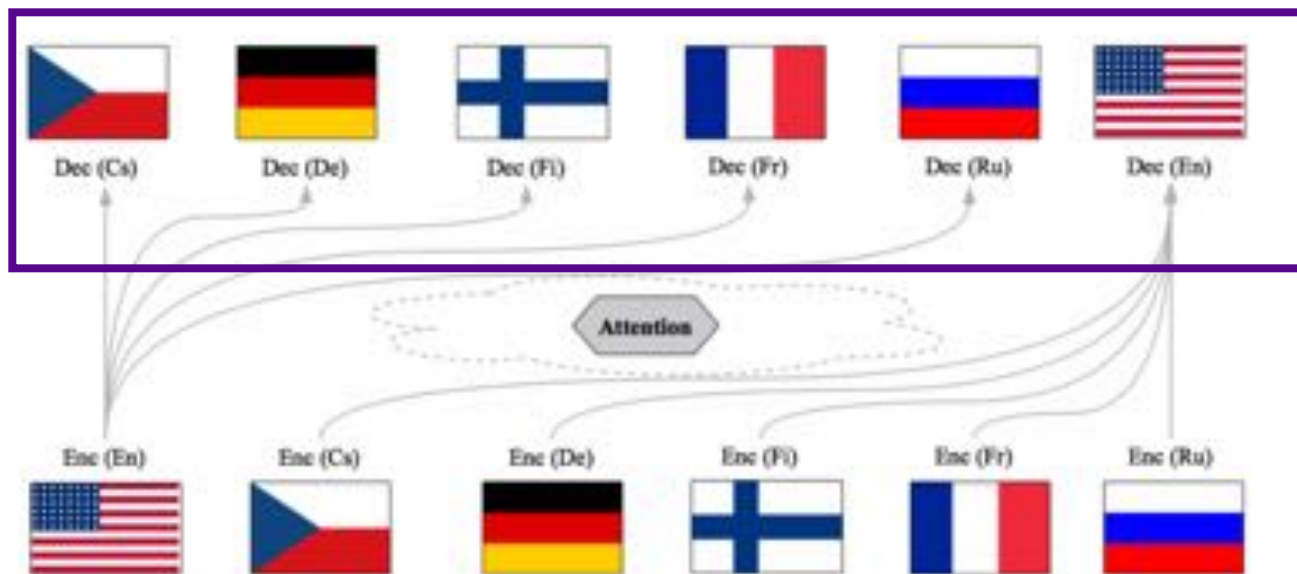 Dec (Cs) Dec (De) Dec (Fi) Dec (Fr) Dec (Ru) Dec (En)
Attention
Enc (En) Enc (Cs) Enc (De) Enc (Fi) Enc (Fr) Enc (Ru)